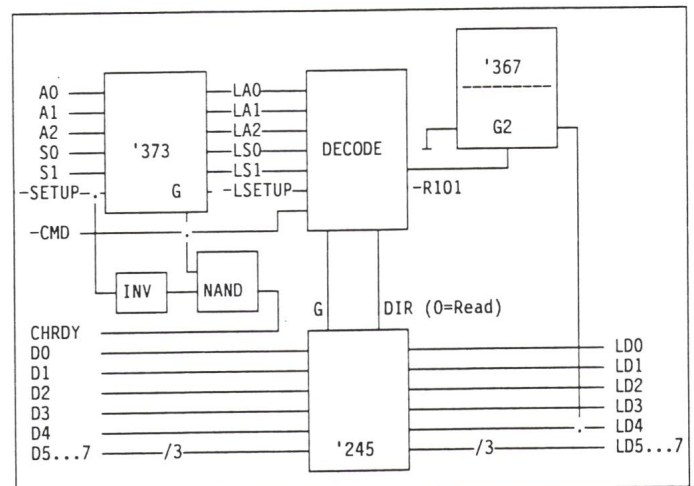 '367
G2
A0 LA0
A1 LA1
A2 '373 LA2 DECODE
S0 LS0
S1 LS1
-SETUP G -LSETUP -R101
-CMD
INV NAND
G DIR (0=Read)
CHRDY
D0 LD0
D1 LD1
D2 LD2
D3 LD3
D4 LD4
D5...7 /3 '245 /3 LD5...7